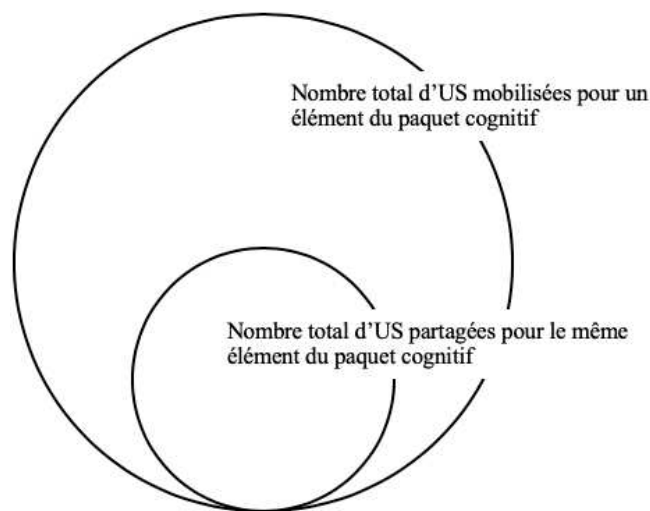 Nombre total d’US mobilisées pour un
élément du paquet cognitif
Nombre total d’US partagées pour le même
élément du paquet cognitif